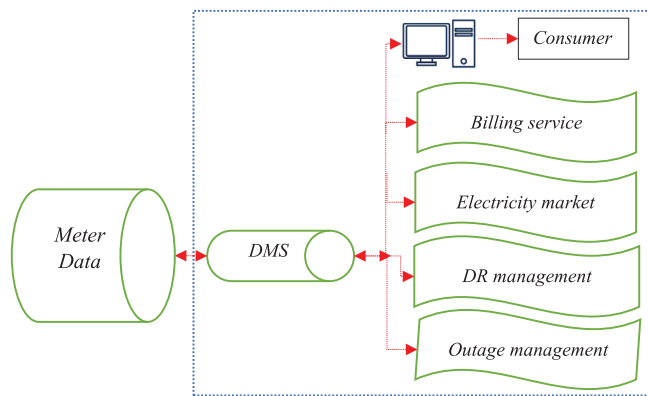 Consumer
Billing service
Electricity market
Meter
Data
DMS
DR management
Outage management